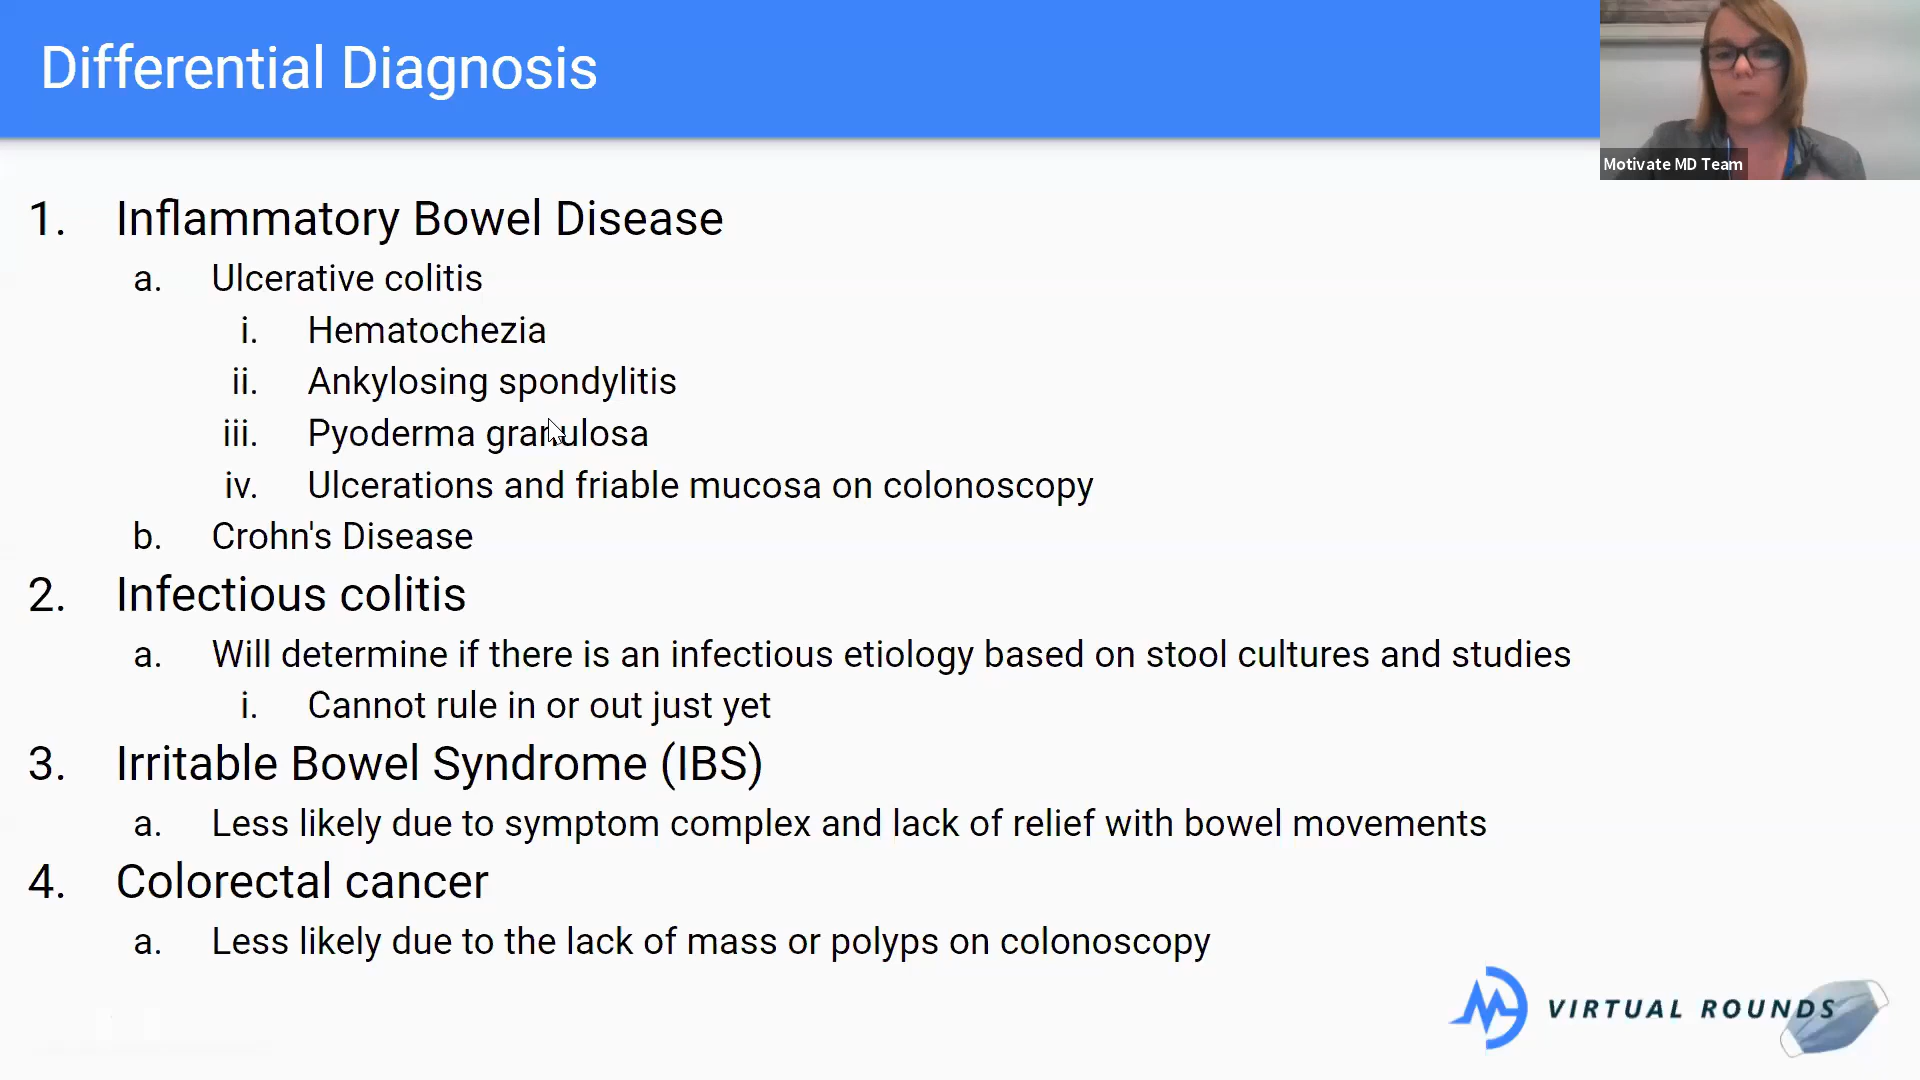 Differential Diagnosis
Motivate MD Team
1. Inflammatory Bowel Disease
a. Ulcerative colitis
i. Hematochezia
ii. Ankylosing spondylitis
iii. Pyoderma granulosa
iv. Ulcerations and friable mucosa on colonoscopy
b. Crohn's Disease
2. Infectious colitis
a. Will determine if there is an infectious etiology based on stool cultures and studies
i. Cannot rule in or out just yet
3. Irritable Bowel Syndrome (IBS)
a. Less likely due to symptom complex and lack of relief with bowel movements
4. Colorectal cancer
a. Less likely due to the lack of mass or polyps on colonoscopy
VIRTUAL ROUNDS